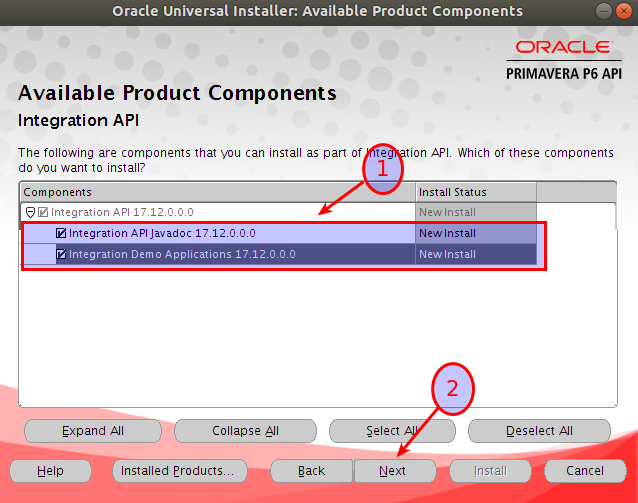 Oracle Universal Installer: Available Product Components
ORACLE
PRIMAVERA P6 API
Available Product Components
Integration API
The following are components that you can install as part of Integration API. Which of these components
do you want to install?
1
Components Install Status
Integration API 17.12.0.0.0 New Install
Integration API Javadoc 17.12.0.0.0 New Install
Integration Demo Applications 17.12.0.0.0 New Install
2
Expand All Collapse All Select All Deselect All
Help Installed Products... Back Next Install Cancel